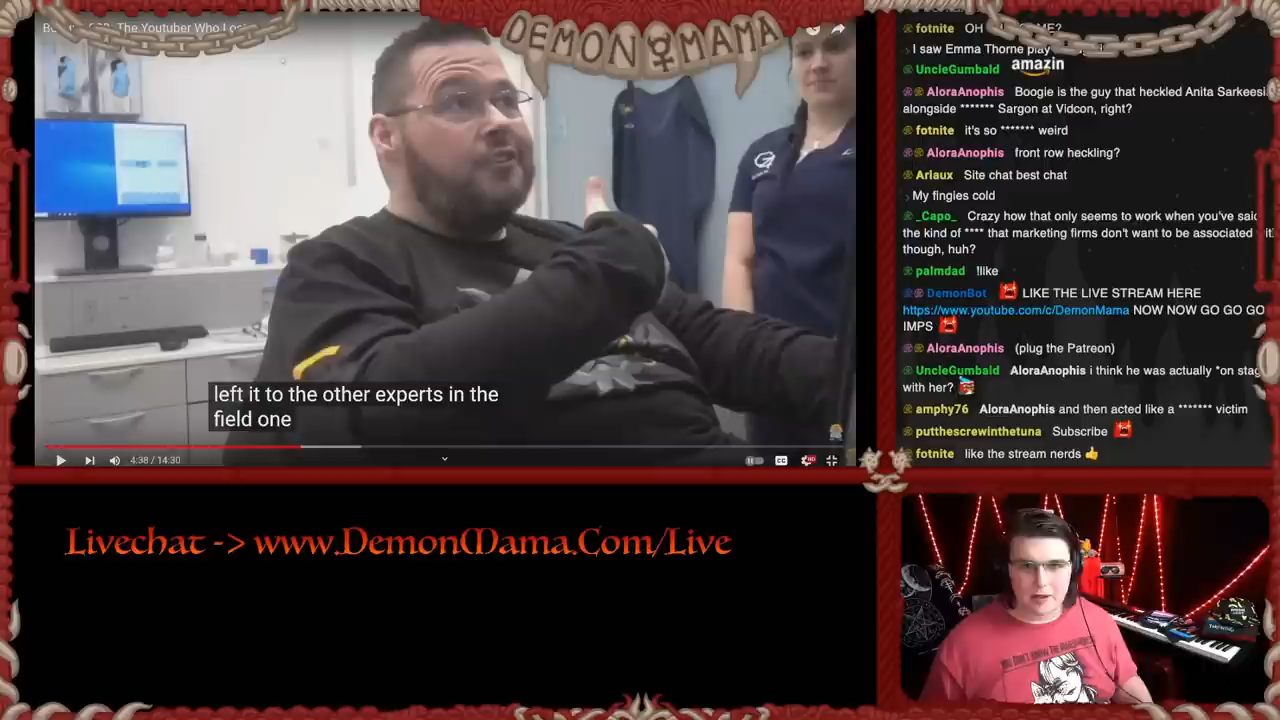 The Youtuber Who Los
DEMON MAMA
left it to the other experts in the
field one
4:38 / 14:30
Livechat -> www.DemonMama.Com/Live
fotnite OH ME?
I saw Emma Thorne play
UncleGumbald amazin
AloraAnophis Boogie is the guy that heckled Anita Sarkeesi
alongside ******* Sargon at Vidcon, right?
fotnite it's so ******* weird
AloraAnophis front row heckling?
Arlaux Site chat best chat
My fingies cold
_Capo_ Crazy how that only seems to work when you've said
the kind of **** that marketing firms don't want to be associated
though, huh?
palmdad !like
DemonBot LIKE THE LIVE STREAM HERE
https://www.youtube.com/c/DemonMama NOW NOW GO GO GO
IMPS
AloraAnophis (plug the Patreon)
UncleGumbald AloraAnophis i think he was actually *on stag
with her?
amphy76 AloraAnophis and then acted like a ******* victim
putthescrewinthetuna Subscribe
fotnite like the stream nerds